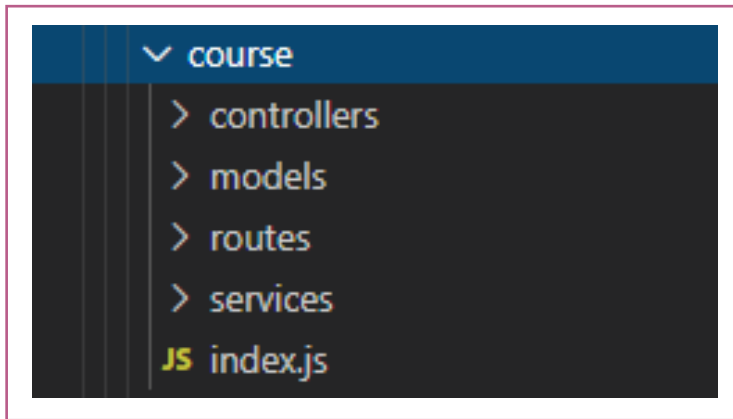 course
controllers
models
routes
services
JS index.js